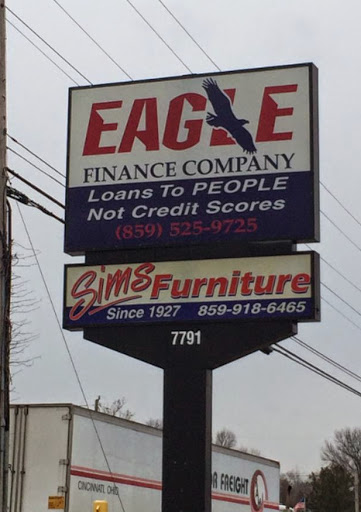 EAGLE
FINANCE COMPANY
Loans To PEOPLE
Not Credit Scores
(859) 525-9725
Sims Furniture
Since 1927 859-918-6465
7791
R FREIGHT
CINCINNATI, OHIO